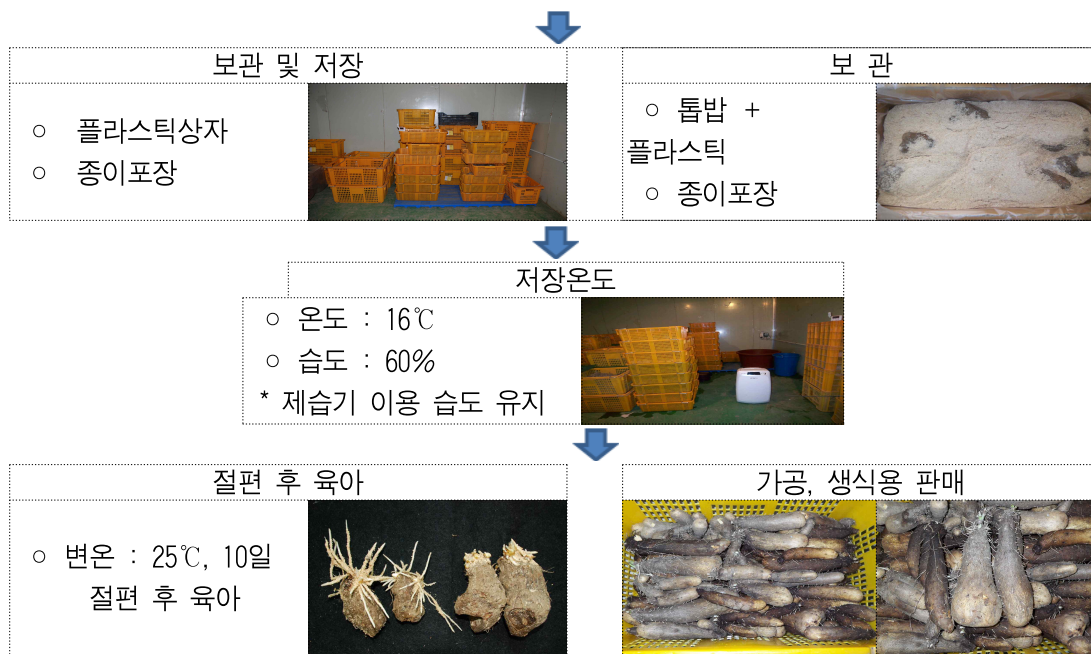 보관 및 저장
○ 플라스틱상자
○ 종이포장
보 관
○ 톱밥 +
플라스틱
○ 종이포장
저장온도
○ 온도 : 16℃
○ 습도 : 60%
* 제습기 이용 습도 유지
절편 후 육아
○ 변온 : 25℃, 10일
절편 후 육아
가공, 생식용 판매